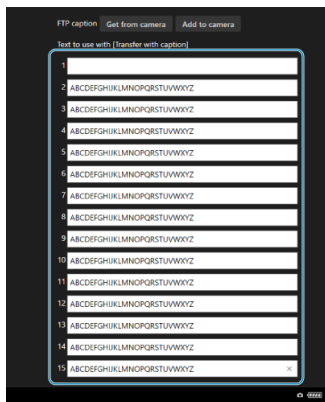 FTP caption Get from camera Add to camera
Text to use with [Transfer with caption]
1
2 ABCDEFGHIJKLMNOPQRSTUVWXYZ
3 ABCDEFGHIJKLMNOPQRSTUVWXYZ
4 ABCDEFGHIJKLMNOPQRSTUVWXYZ
5 ABCDEFGHIJKLMNOPQRSTUVWXYZ
6 ABCDEFGHIJKLMNOPQRSTUVWXYZ
7 ABCDEFGHIJKLMNOPQRSTUVWXYZ
8 ABCDEFGHIJKLMNOPQRSTUVWXYZ
9 ABCDEFGHIJKLMNOPQRSTUVWXYZ
10 ABCDEFGHIJKLMNOPQRSTUVWXYZ
11 ABCDEFGHIJKLMNOPQRSTUVWXYZ
12 ABCDEFGHIJKLMNOPQRSTUVWXYZ
13 ABCDEFGHIJKLMNOPQRSTUVWXYZ
14 ABCDEFGHIJKLMNOPQRSTUVWXYZ
15 ABCDEFGHIJKLMNOPQRSTUVWXYZ